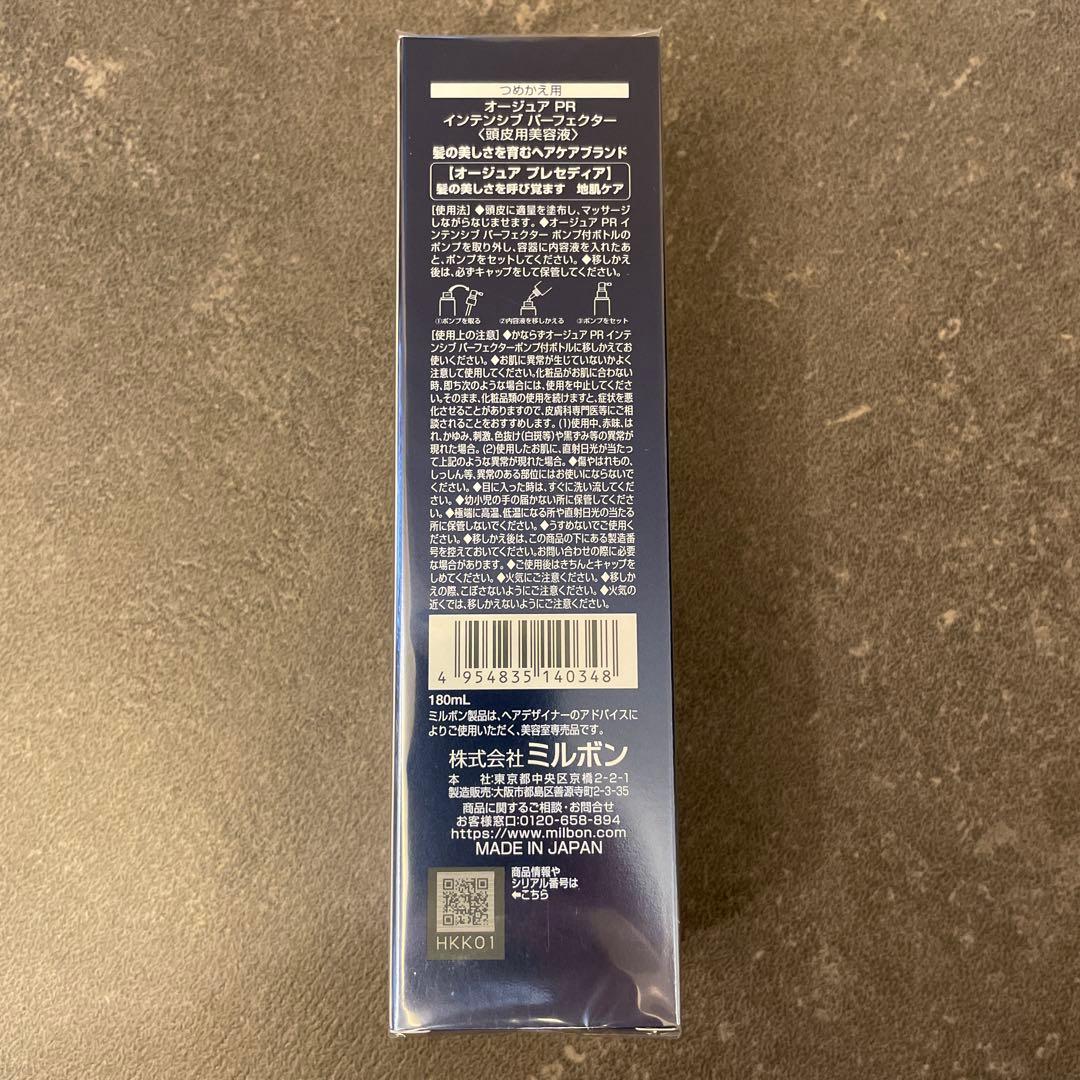 つめかえ用
オージュア PR
インテンシブ パーフェクター
〈頭皮用美容液〉
髪の美しさを育むヘアケアブランド
【オージュア プレセディア】
髪の美しさを呼び覚ます 地肌ケア
[使用法]◆頭皮に適量を塗布し、マッサージ
しながらなじませます。◆オージュア PR イ
ンテンシブ パーフェクター ポンプ付ボトルの
ポンプを取り外し、容器に内容液を入れたあ
と、ポンプをセットしてください。◆移しかえ
後は、必ずキャップをして保管してください。
①ポンプを取る ②内容液を移しかえる ③ポンプをセット
[使用上の注意]◆かならずオージュア PR インテ
ンシブ パーフェクターポンプ付ボトルに移しかえてお
使いください。◆お肌に異常が生じていないかよく
注意して使用してください。化粧品がお肌に合わない
時、即ち次のような場合には、使用を中止してくださ
い。そのまま、化粧品類の使用を続けますと、症状を悪
化させることがありますので、皮膚科専門医等にご相
談されることをおすすめします。(1)使用中、赤味、は
れ、かゆみ、刺激、色抜け(白斑等)や黒ずみ等の異常が
現れた場合。(2)使用したお肌に、直射日光が当たっ
て上記のような異常が現れた場合。◆傷やはれもの、
しっしん等、異常のある部位にはお使いにならないで
ください。◆目に入った時は、すぐに洗い流してくだ
さい。◆幼小児の手の届かない所に保管してくださ
い。◆極端に高温、低温になる所や直射日光の当たる
所に保管しないでください。◆うすめないでご使用く
ださい。◆移しかえ後は、この商品の下にある製造番
号を控えておいてください。お問い合わせの際に必要
な場合があります。◆ご使用後はきちんとキャップを
しめてください。◆火気にご注意ください。◆移しか
えの際、こぼさないようにご注意ください。◆火気の
近くでは、移しかえないようにご注意ください。
4 954835 140348
180mL
ミルボン製品は、ヘアデザイナーのアドバイスに
よりご使用いただく、美容室専売品です。
株式会社 ミルボン
本 社:東京都中央区京橋2-2-1
製造販売:大阪市都島区善源寺町2-3-35
商品に関するご相談・お問合せ
お客様窓口:0120-658-894
https://www.milbon.com
MADE IN JAPAN
商品情報や
シリアル番号は
⬅こちら
HKK01